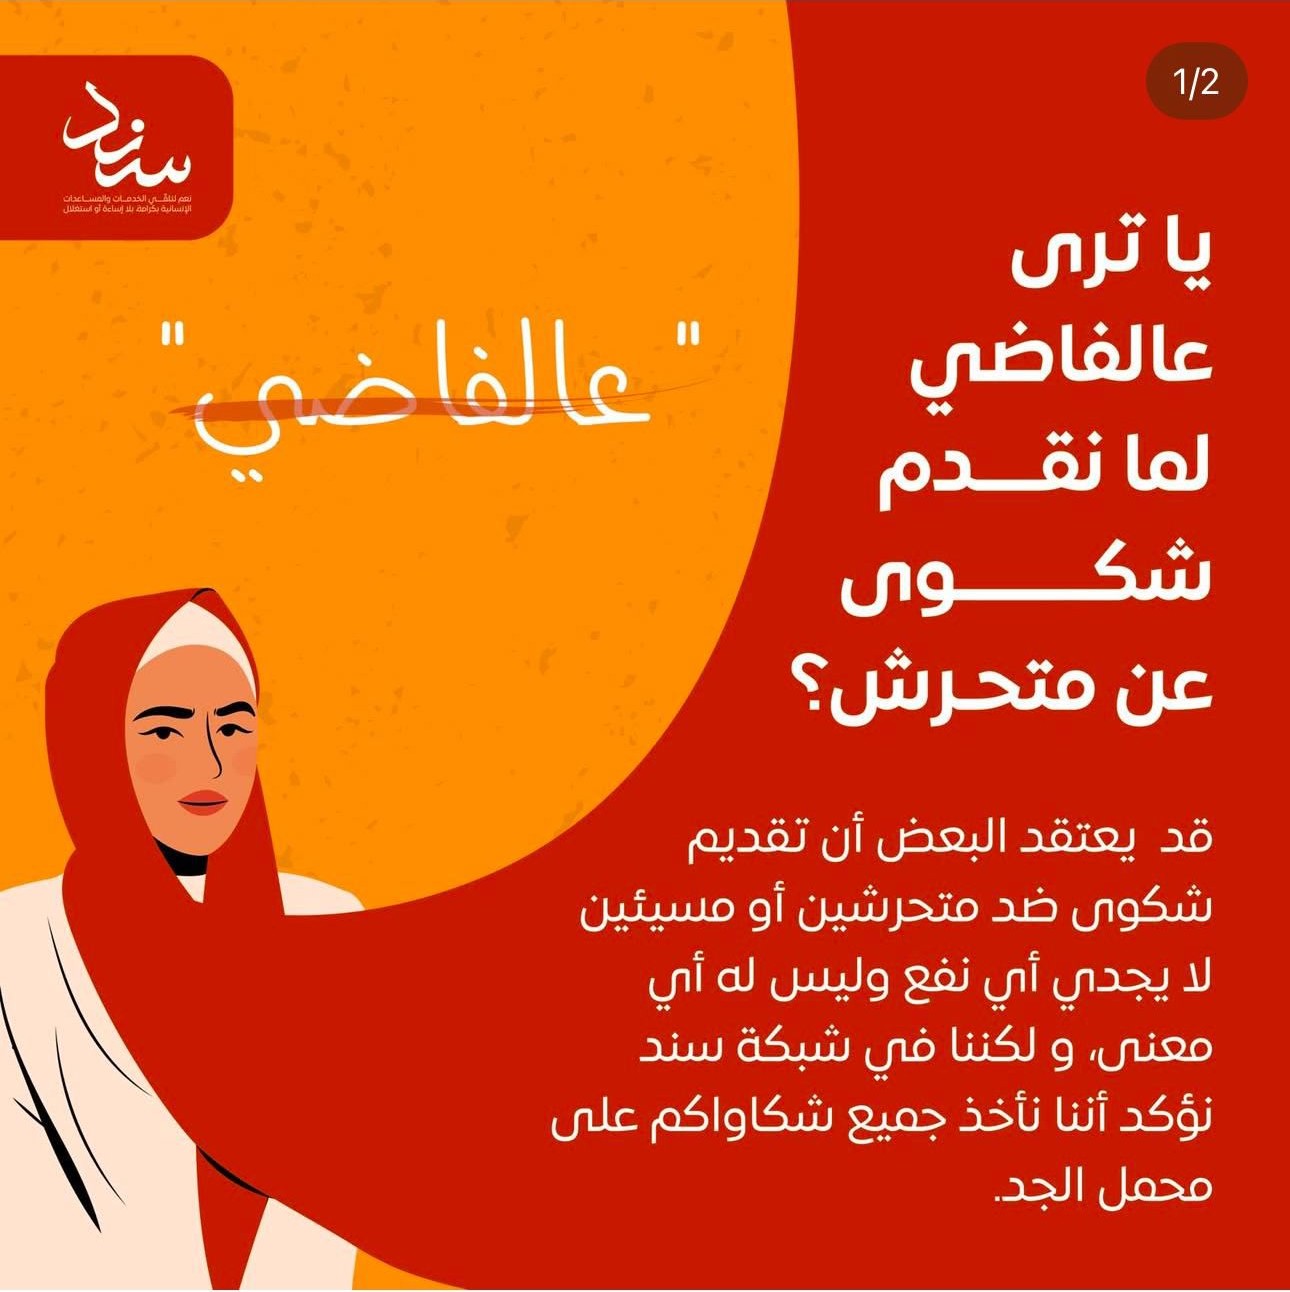 1/2
سند
نعم لتلقّي الخدمات والمساعدات
الإنسانية بكرامة بلا إساءة أو استغلال
يا ترى
عالفاضي
لما نقدم
شكوى
عن متحرش؟
"عالفاضي"
قد يعتقد البعض أن تقديم
شكوى ضد متحرشين أو مسيئين
لا يجدي أي نفع وليس له أي
معنى، و لكننا في شبكة سند
نؤكد أننا نأخذ جميع شكاواكم على
محمل الجد.